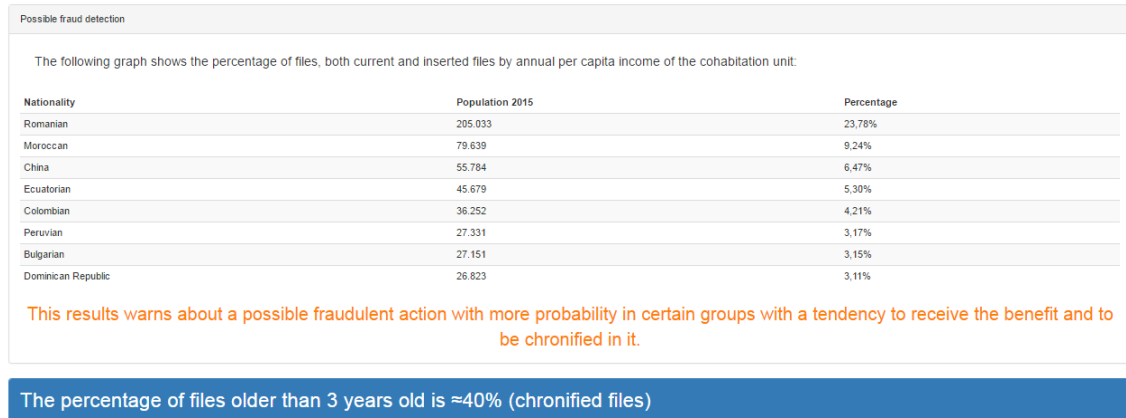 Possible fraud detection
The following graph shows the percentage of files, both current and inserted files by annual per capita income of the cohabitation unit:
Nationality Population 2015 Percentage
Romanian 205.033 23,78%
Moroccan 79.639 9,24%
China 55.784 6,47%
Ecuatorian 45.679 5,30%
Colombian 36.252 4,21%
Peruvian 27.331 3,17%
Bulgarian 27.151 3,15%
Dominican Republic 26.823 3,11%
This results warns about a possible fraudulent action with more probability in certain groups with a tendency to receive the benefit and to
be chronified in it.
The percentage of files older than 3 years old is ≈40% (chronified files)